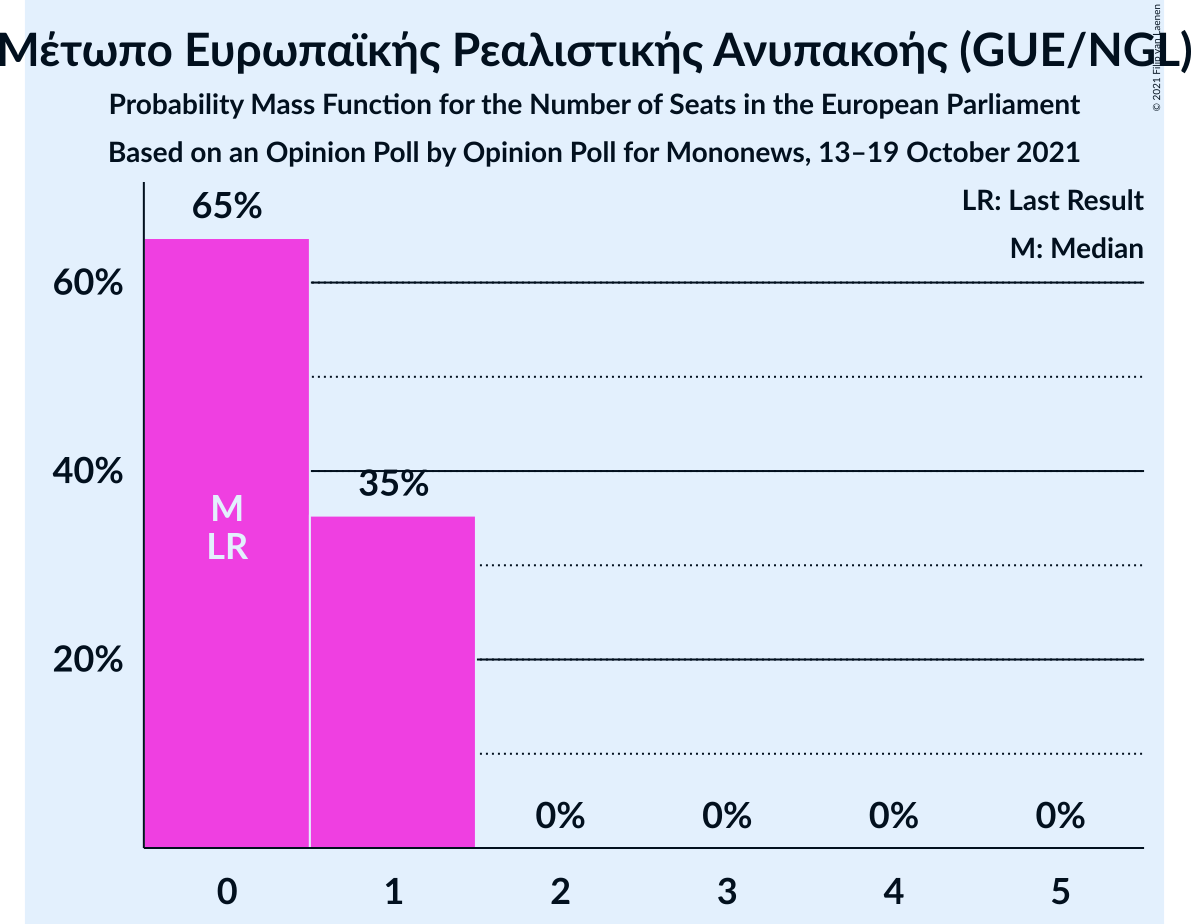 Μέτωπο Ευρωπαϊκής Ρεαλιστικής Ανυπακοής (GUE/NGL)
© 2021 Filip van Laenen
Probability Mass Function for the Number of Seats in the European Parliament
Based on an Opinion Poll by Opinion Poll for Mononews, 13–19 October 2021
LR: Last Result
M: Median
65%
60%
40%
35%
M
LR
20%
0% 0% 0% 0%
0 1 2 3 4 5